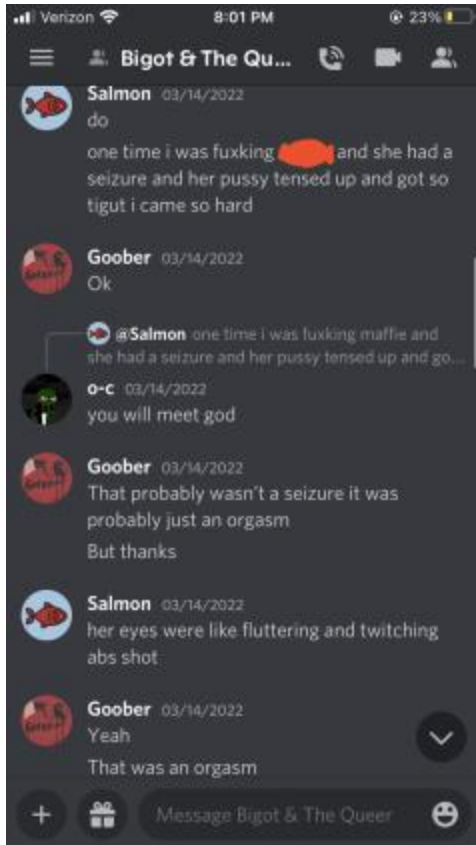 Verizon 8:01 PM 23%
Bigot & The Qu...
Salmon 03/14/2022
do
one time i was fuxking and she had a
seizure and her pussy tensed up and got so
tigut i came so hard
Goober 03/14/2022
Ok
@Salmon one time i was fuxking maffie and
she had a seizure and her pussy tensed up and go...
o-c 03/14/2022
you will meet god
Goober 03/14/2022
That probably wasn't a seizure it was
probably just an orgasm
But thanks
Salmon 03/14/2022
her eyes were like fluttering and twitching
abs shot
Goober 03/14/2022
Yeah
That was an orgasm
Message Bigot & The Queer